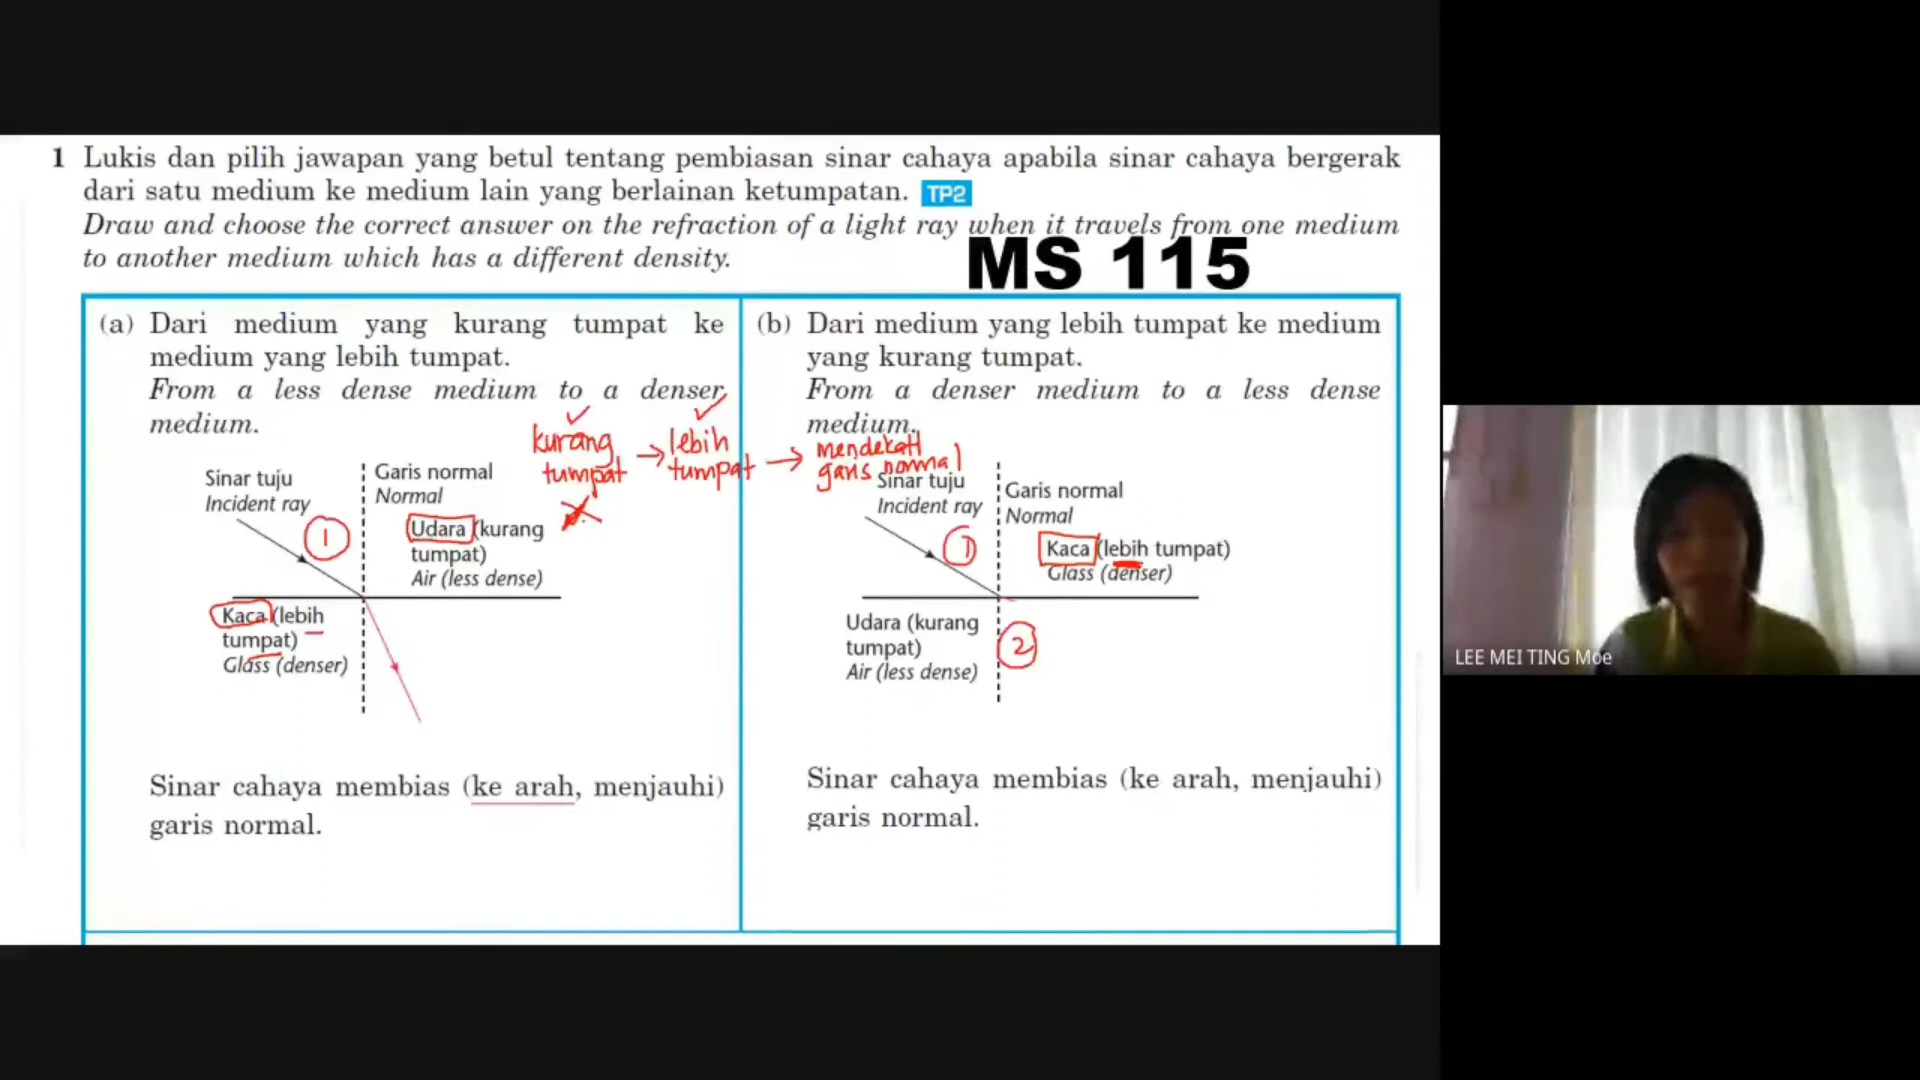 1 Lukis dan pilih jawapan yang betul tentang pembiasan sinar cahaya apabila sinar cahaya bergerak
dari satu medium ke medium lain yang berlainan ketumpatan. TP2
Draw and choose the correct answer on the refraction of a light ray when it travels from one medium
to another medium which has a different density.
MS 115
(a) Dari medium yang kurang tumpat ke
medium yang lebih tumpat.
From a less dense medium to a denser
medium.
kurang
tumpat → lebih
tumpat → mendekati
garis normal
Sinar tuju
Incident ray
Garis normal
Normal
1
Udara (kurang
tumpat)
Air (less dense)
Kaca (lebih
tumpat)
Glass (denser)
Sinar cahaya membias (ke arah, menjauhi)
garis normal.
(b) Dari medium yang lebih tumpat ke medium
yang kurang tumpat.
From a denser medium to a less dense
medium.
Sinar tuju
Incident ray
Garis normal
Normal
1
Kaca (lebih tumpat)
Glass (denser)
Udara (kurang
tumpat)
Air (less dense)
2
Sinar cahaya membias (ke arah, menjauhi)
garis normal.
LEE MEI TING Moe